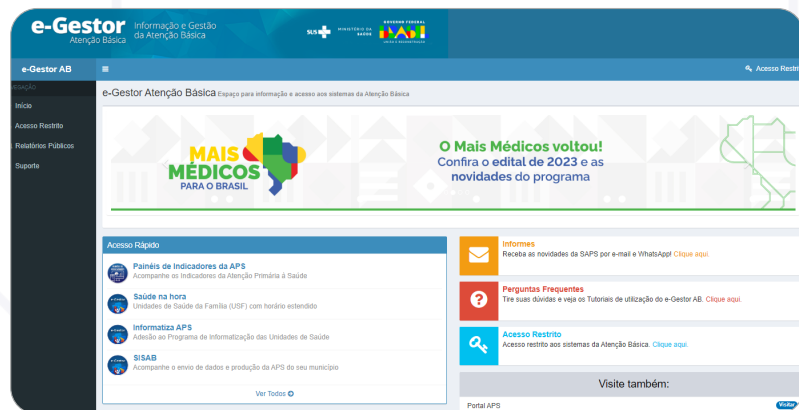 e-Gestor
Atenção Básica
Informação e Gestão
da Atenção Básica
SUS
MINISTÉRIO DA
SAÚDE
GOVERNO FEDERAL
BRASIL
UNIÃO E RECONSTRUÇÃO
e-Gestor AB
Acesso Restri
Início
Acesso Restrito
Relatórios Públicos
Suporte
e-Gestor Atenção Básica Espaço para informação e acesso aos sistemas da Atenção Básica
MAIS
MÉDICOS
PARA O BRASIL
O Mais Médicos voltou!
Confira o edital de 2023 e as
novidades do programa
Acesso Rápido
Painéis de Indicadores da APS
Acompanhe os Indicadores da Atenção Primária à Saúde
Saúde na hora
Unidades de Saúde da Família (USF) com horário estendido
Informatiza APS
Adesão ao Programa de Informatização das Unidades de Saúde
SISAB
Acompanhe o envio de dados e produção da APS do seu município
Ver Todos
Informes
Receba as novidades da SAPS por e-mail e WhatsApp! Clique aqui.
Perguntas Frequentes
Tire suas dúvidas e veja os Tutoriais de utilização do e-Gestor AB. Clique aqui.
Acesso Restrito
Acesso restrito aos sistemas da Atenção Básica. Clique aqui.
Visite também:
Portal APS
Visitar